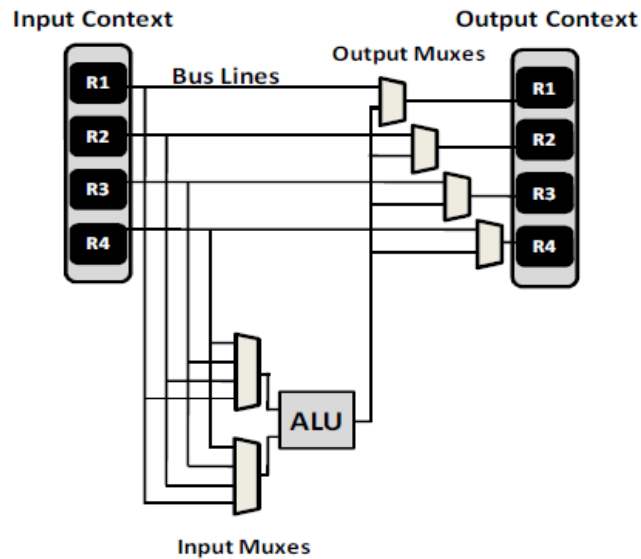 Input Context
Output Context
Output Muxes
Bus Lines
R1
R2
R3
R4
R1
R2
R3
R4
ALU
Input Muxes